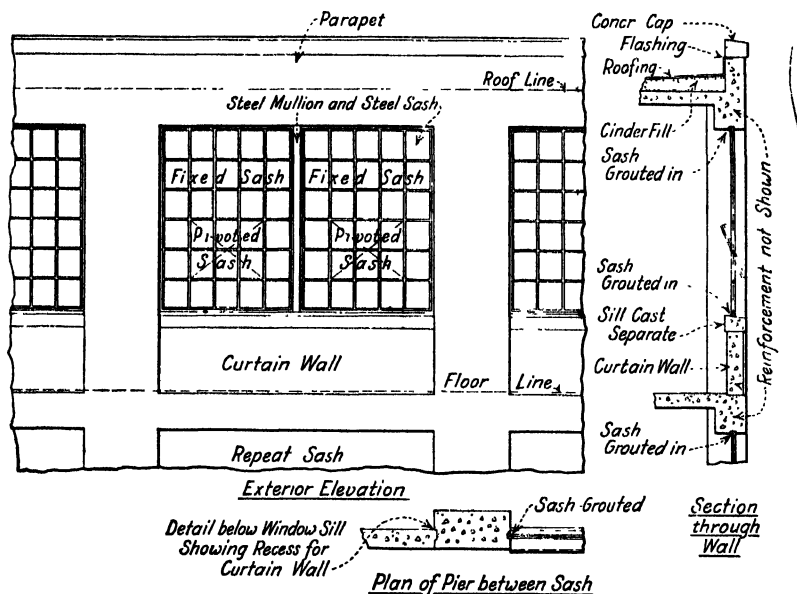 Parapet
Roof Line
Steel Mullion and Steel Sash
Fixed Sash Fixed Sash
Pivoted Pivoted
Sash Sash
Curtain Wall
Floor Line
Repeat Sash
Exterior Elevation
Concr Cap
Flashing
Roofing
Cinder Fill
Sash
Grouted in
Reinforcement not Shown
Sash
Grouted in
Sill Cast
Separate
Curtain Wall
Sash
Grouted in
Section
through
Wall
Detail below Window Sill
Showing Recess for
Curtain Wall
Sash Grouted
Plan of Pier between Sash